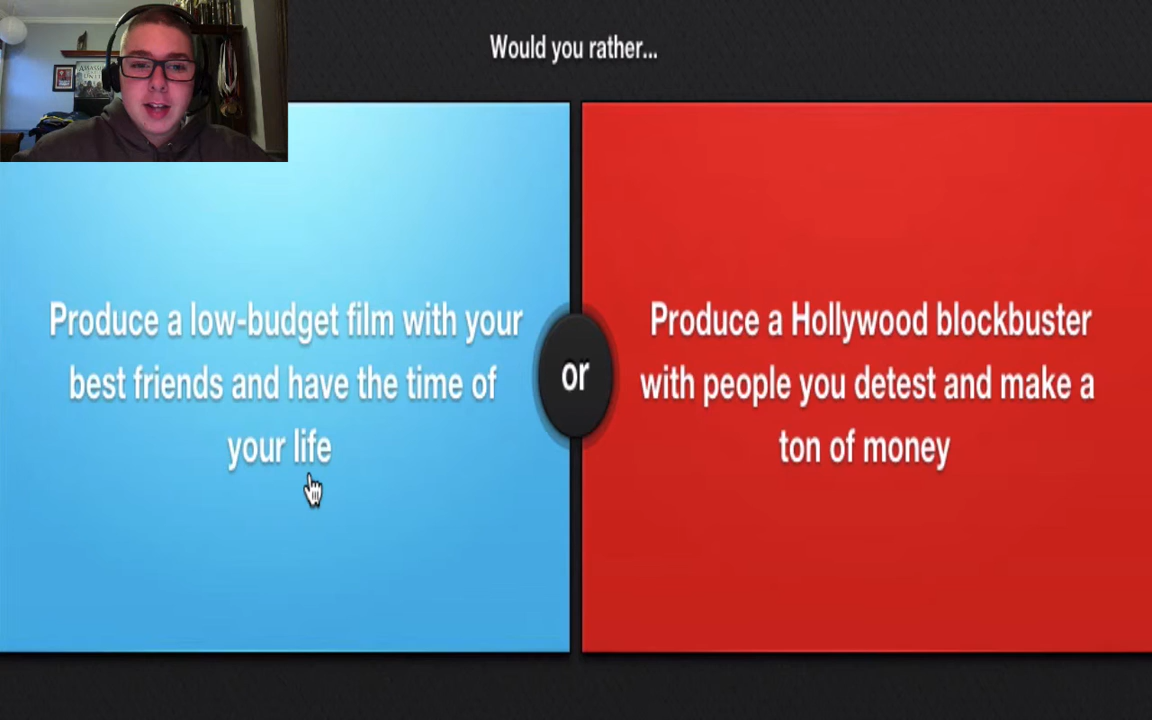 Would you rather...
Produce a low-budget film with your
best friends and have the time of
your life
or
Produce a Hollywood blockbuster
with people you detest and make a
ton of money